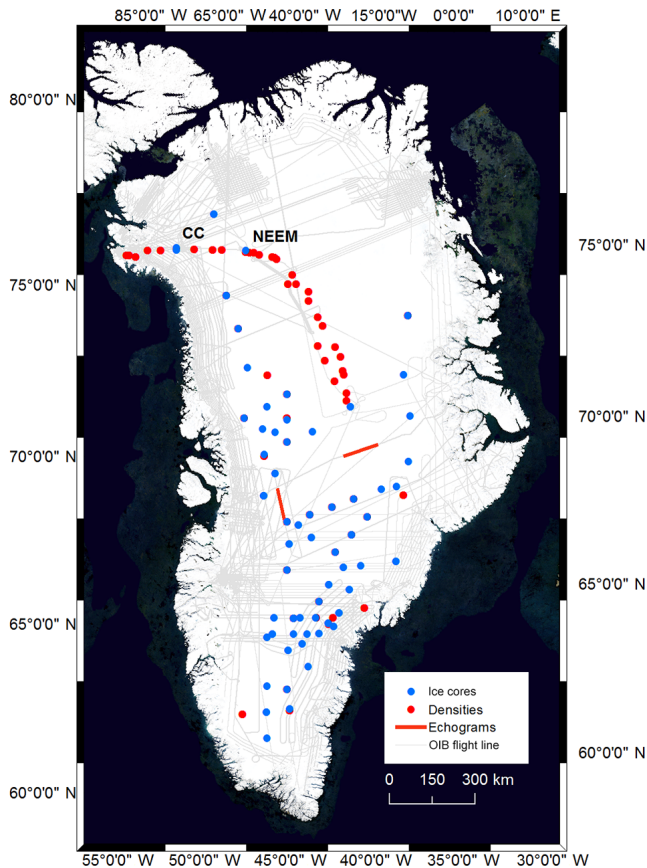 85°0'0" W 65°0'0" W 40°0'0" W 15°0'0"W 0°0'0" 10°0'0" E
80°0'0" N
CC NEEM
75°0'0" N
75°0'0" N
70°0'0" N
70°0'0" N
65°0'0" N
65°0'0" N
Ice cores
Densities
Echograms
OIB flight line
60°0'0" N
0 150 300 km
60°0'0" N
55°0'0" W 50°0'0" W 45°0'0" W 40°0'0" W 35°0'0" W 30°0'0" W